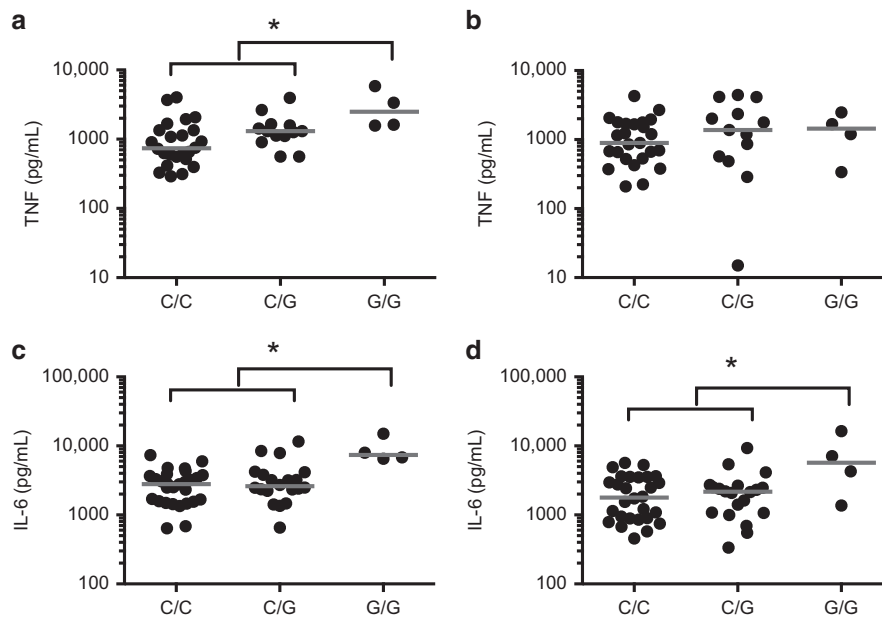 a
*
10,000
1000
100
10
TNF (pg/mL)
C/C C/G G/G
b
10,000
1000
100
10
TNF (pg/mL)
C/C C/G G/G
c
*
100,000
10,000
1000
100
IL-6 (pg/mL)
C/C C/G G/G
d
*
100,000
10,000
1000
100
IL-6 (pg/mL)
C/C C/G G/G